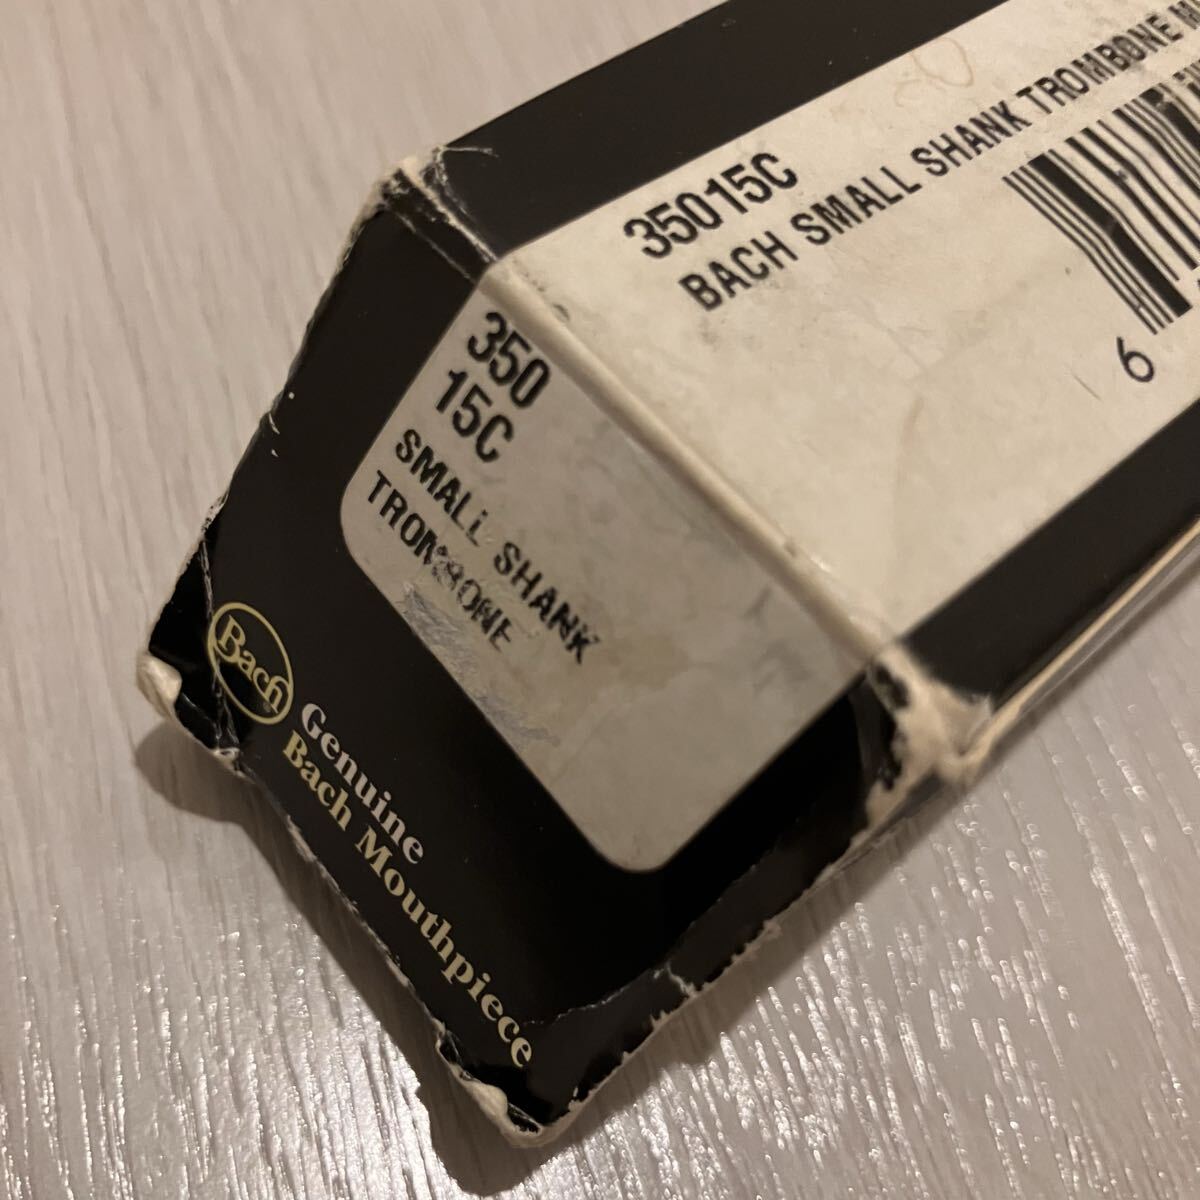 35015C
BACH SMALL SHANK TROMBONE
6
350
15C
SMALL SHANK
TROMBONE
Bach
Genuine
Bach Mouthpiece